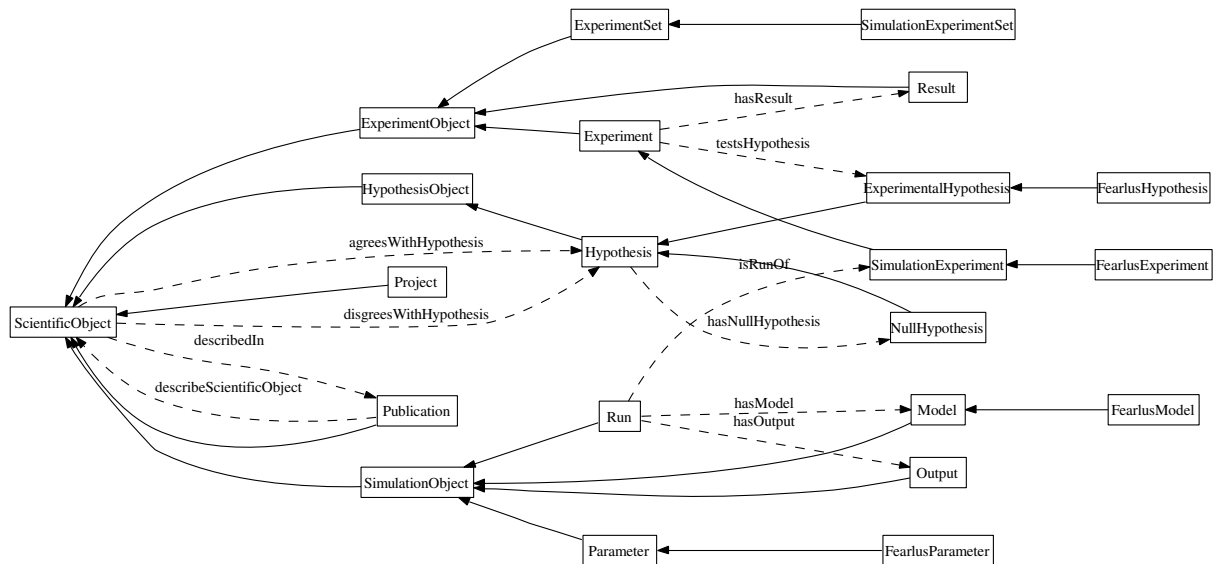 ExperimentSet
SimulationExperimentSet
Result
hasResult
ExperimentObject
Experiment
testsHypothesis
HypothesisObject
ExperimentalHypothesis
FearlusHypothesis
agreesWithHypothesis
Hypothesis
isRunOf
SimulationExperiment
FearlusExperiment
Project
disgreesWithHypothesis
ScientificObject
hasNullHypothesis
NullHypothesis
describedIn
describeScientificObject
Publication
Run
hasModel
Model
FearlusModel
hasOutput
SimulationObject
Output
Parameter
FearlusParameter